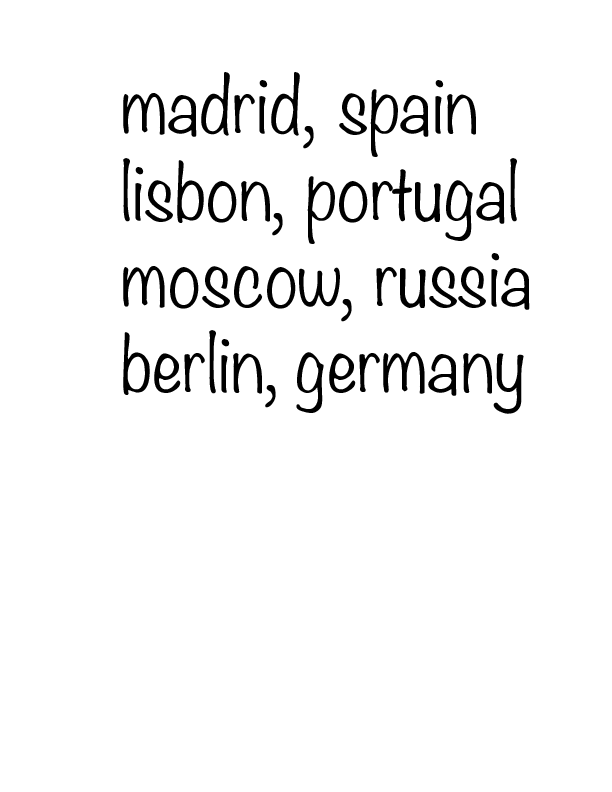 madrid, spain
lisbon, portugal
moscow, russia
berlin, germany